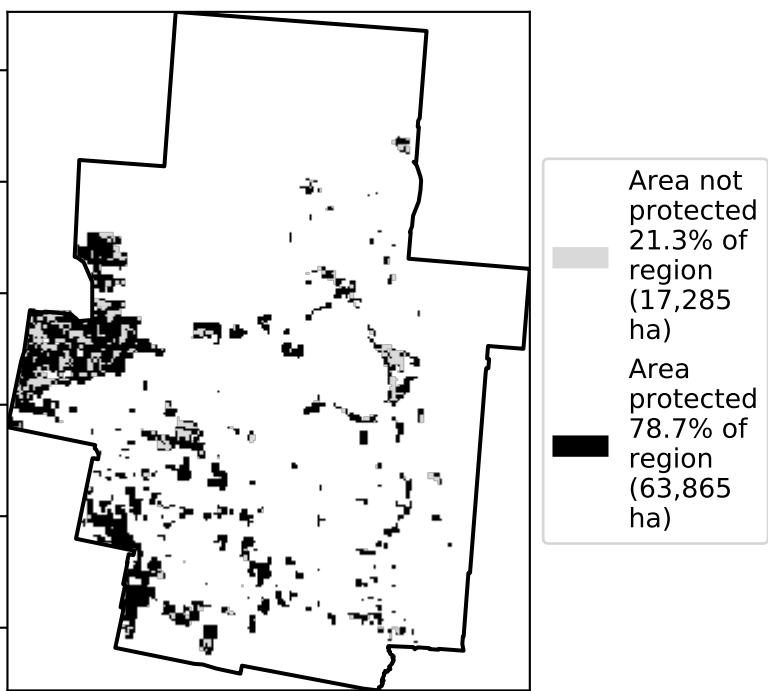 Area not
protected
21.3% of
region
(17,285
ha)
Area
protected
78.7% of
region
(63,865
ha)